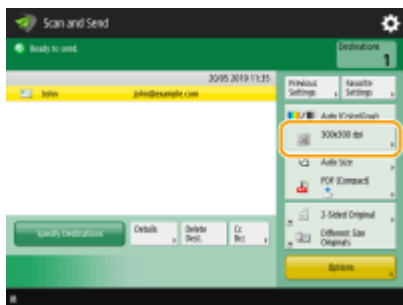 Scan and Send
Ready to send.
Destinations
1
20/05 2019 11:35
John
john@example.com
Previous
Settings
Favorite
Settings
Auto (Color/Gray)
300x300 dpi
Auto Size
PDF (Compact)
2-Sided Original
Different Size
Originals
Specify Destinations
Details
Delete
Dest.
Cc
Bcc
Options